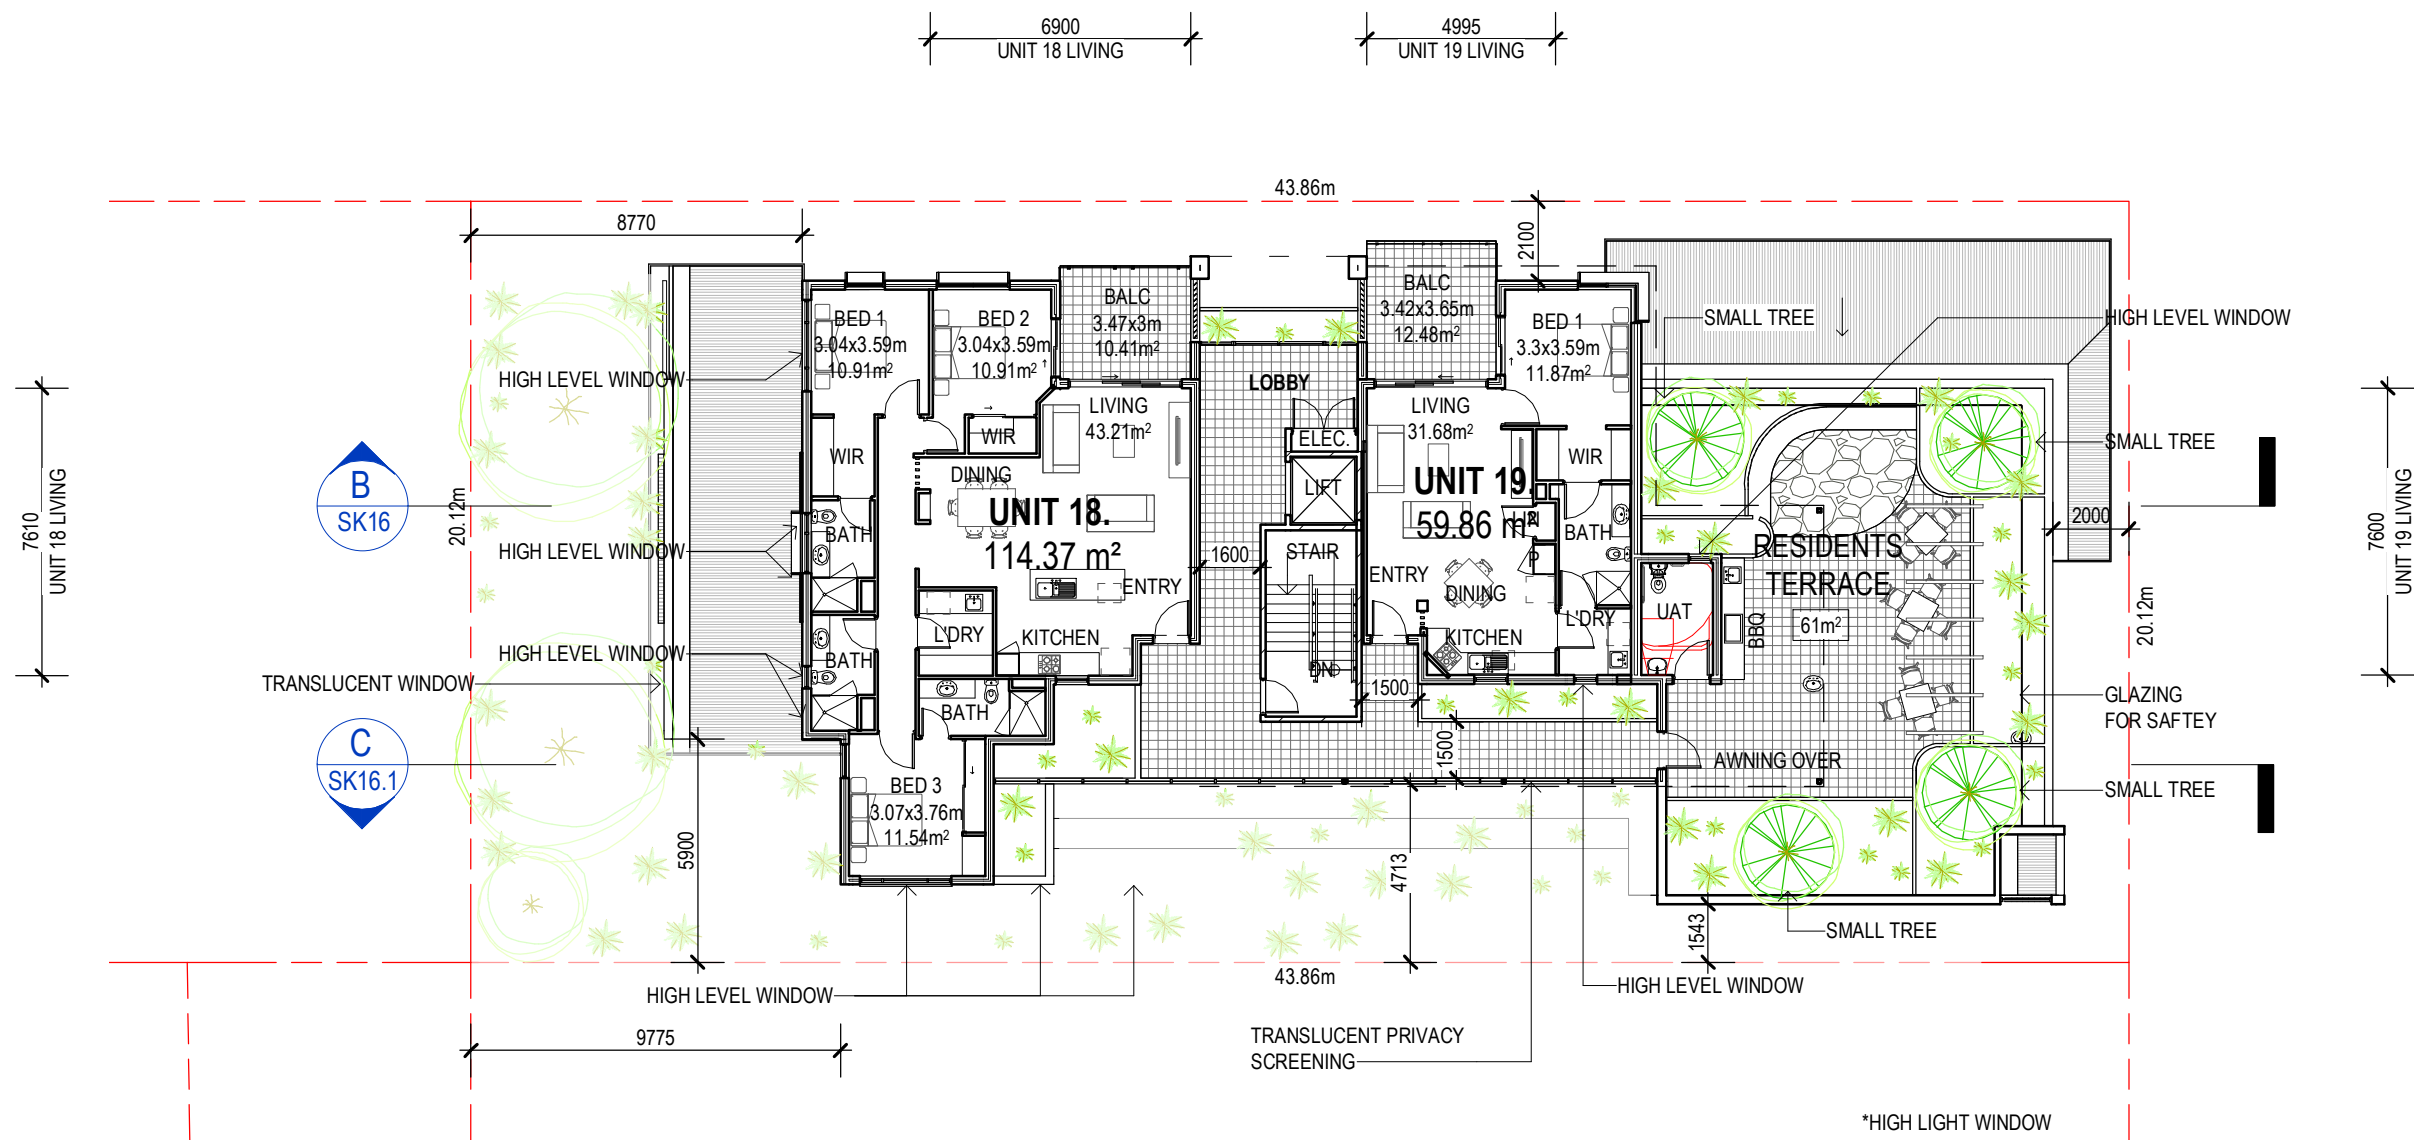 6900
UNIT 18 LIVING
4995
UNIT 19 LIVING
43.86m
8770
2100
BALC
3.47x3m
10.41m²
BALC
3.42x3.65m
12.48m²
BED 1
3.04x3.59m
10.91m²
BED 2
3.04x3.59m
10.91m²
BED 1
3.3x3.59m
11.87m²
SMALL TREE
HIGH LEVEL WINDOW
HIGH LEVEL WINDOW
LOBBY
LIVING
43.21m²
LIVING
31.68m²
ELEC.
WIR
WIR
WIR
SMALL TREE
DINING
LIFT
UNIT 18.
114.37 m²
UNIT 19.
59.86 m²
B
SK16
20.12m
7610
UNIT 18 LIVING
7600
UNIT 19 LIVING
2000
BATH
HIGH LEVEL WINDOW
STAIR
1600
LIN
P
BATH
RESIDENTS
TERRACE
61m²
ENTRY
ENTRY
DINING
UAT
BBQ
20.12m
L'DRY
L'DRY
KITCHEN
KITCHEN
BATH
HIGH LEVEL WINDOW
TRANSLUCENT WINDOW
DN
1500
BATH
GLAZING
FOR SAFTEY
C
SK16.1
1500
AWNING OVER
BED 3
3.07x3.76m
11.54m²
SMALL TREE
5900
4713
1543
SMALL TREE
43.86m
HIGH LEVEL WINDOW
HIGH LEVEL WINDOW
9775
TRANSLUCENT PRIVACY
SCREENING
*HIGH LIGHT WINDOW